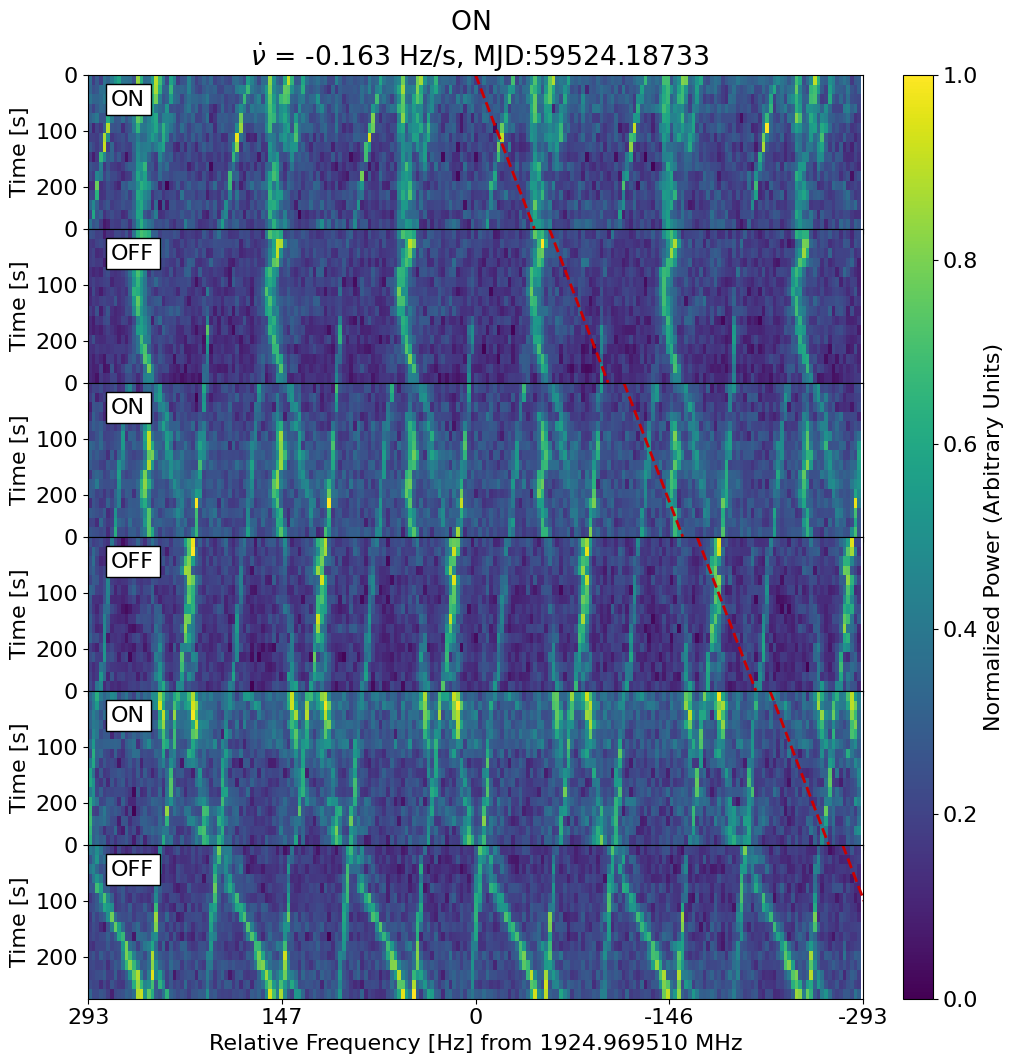 ON
ν̇ = -0.163 Hz/s, MJD:59524.18733
0
ON
Time [s]
100
200
0
OFF
Time [s]
100
200
0
ON
Time [s]
100
200
0
OFF
Time [s]
100
200
0
ON
Time [s]
100
200
0
OFF
Time [s]
100
200
293 147 0 -146 -293
Relative Frequency [Hz] from 1924.969510 MHz
1.0
0.8
0.6
0.4
0.2
0.0
Normalized Power (Arbitrary Units)